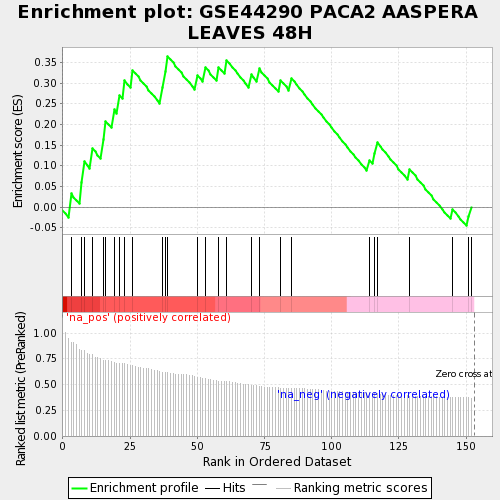 Enrichment plot: GSE44290 PACA2 AASPERA
LEAVES 48H
Enrichment score (ES)
0.35
0.30
0.25
0.20
0.15
0.10
0.05
0.00
-0.05
'na_pos' (positively correlated)
Ranked list metric (PreRanked)
1.00
0.75
0.50
0.25
0.00
Zero cross at
'na_neg' (negatively correlated)
0 25 50 75 100 125 150
Rank in Ordered Dataset
Enrichment profile Hits Ranking metric scores